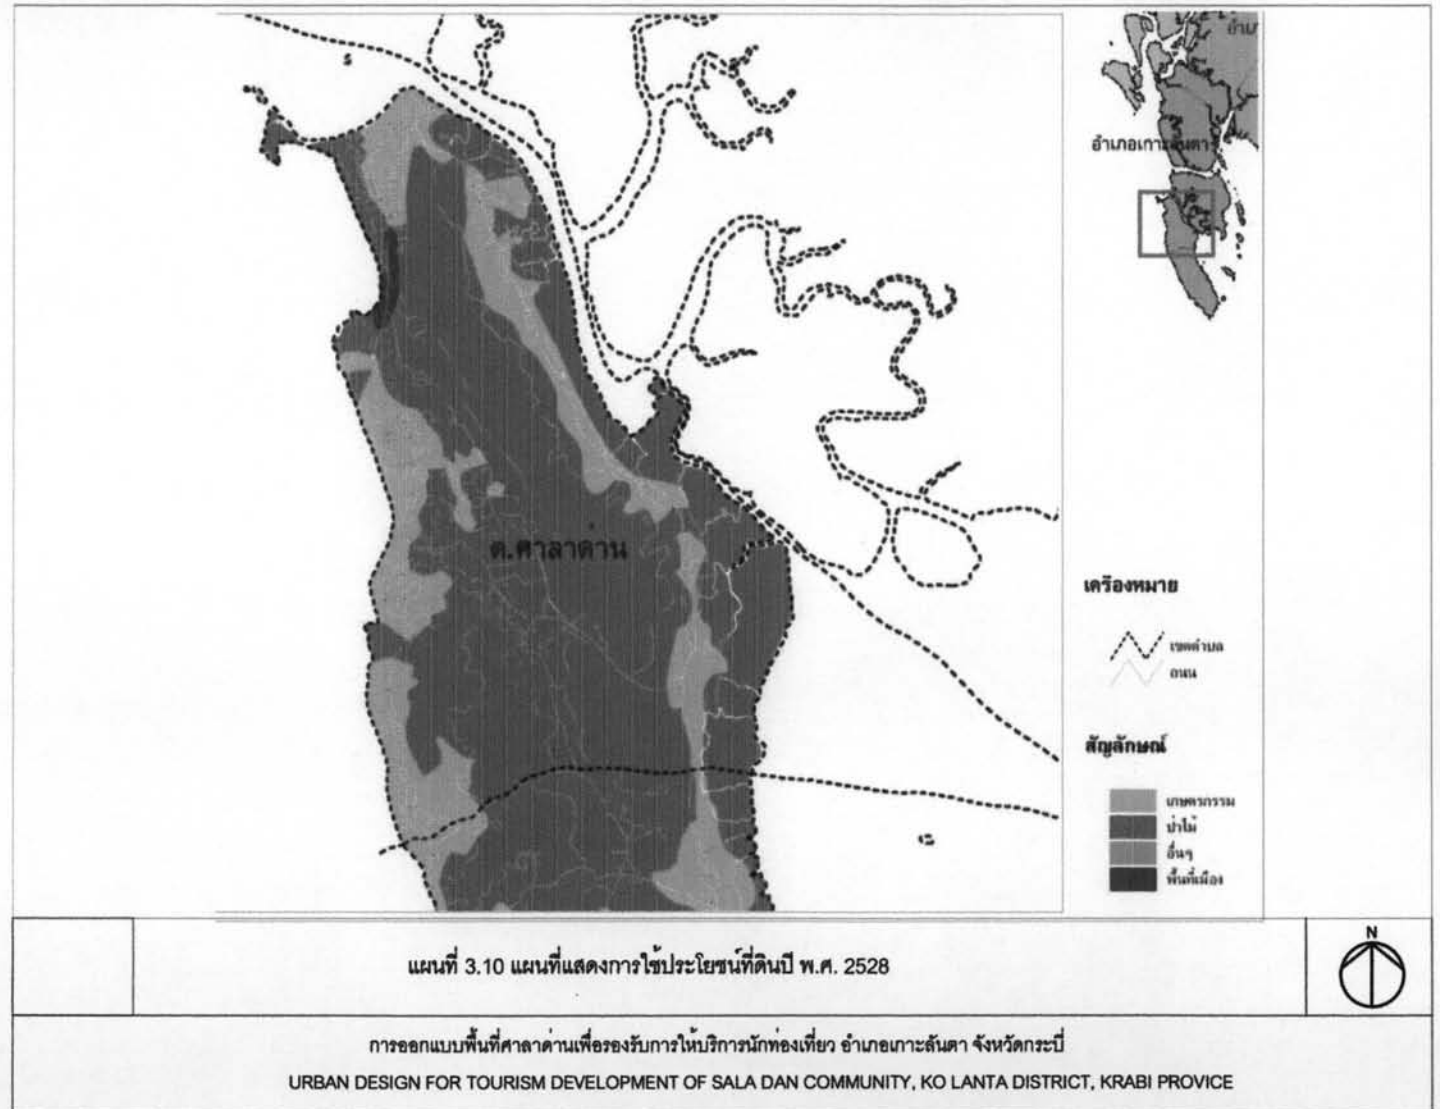 อำเภ
อำเภอเกาะลันตา
ต.ศาลาด่าน
เครื่องหมาย
เขตตำบล
ถนน
สัญลักษณ์
เกษตรกรรม
ป่าไม้
อื่นๆ
พื้นที่เมือง
N
แผนที่ 3.10 แผนที่แสดงการใช้ประโยชน์ที่ดินปี พ.ศ. 2528
การออกแบบพื้นที่ศาลาด่านเพื่อรองรับการให้บริการนักท่องเที่ยว อำเภอเกาะลันตา จังหวัดกระบี่
URBAN DESIGN FOR TOURISM DEVELOPMENT OF SALA DAN COMMUNITY, KO LANTA DISTRICT, KRABI PROVICE